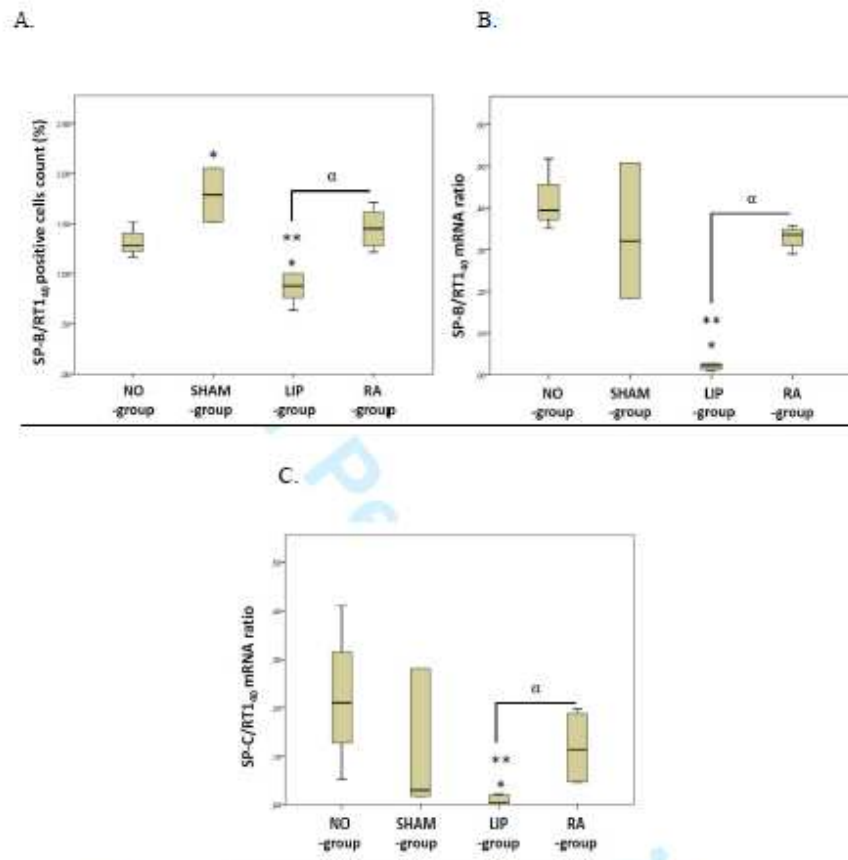 A.
B.
SP-B/RT1₄₀ positive cells count (%)
*
α
**
*
NO
-group
SHAM
-group
LIP
-group
RA
-group
SP-B/RT1₄₀ mRNA ratio
α
**
*
NO
-group
SHAM
-group
LIP
-group
RA
-group
C.
SP-C/RT1₄₀ mRNA ratio
α
**
*
NO
-group
SHAM
-group
LIP
-group
RA
-group